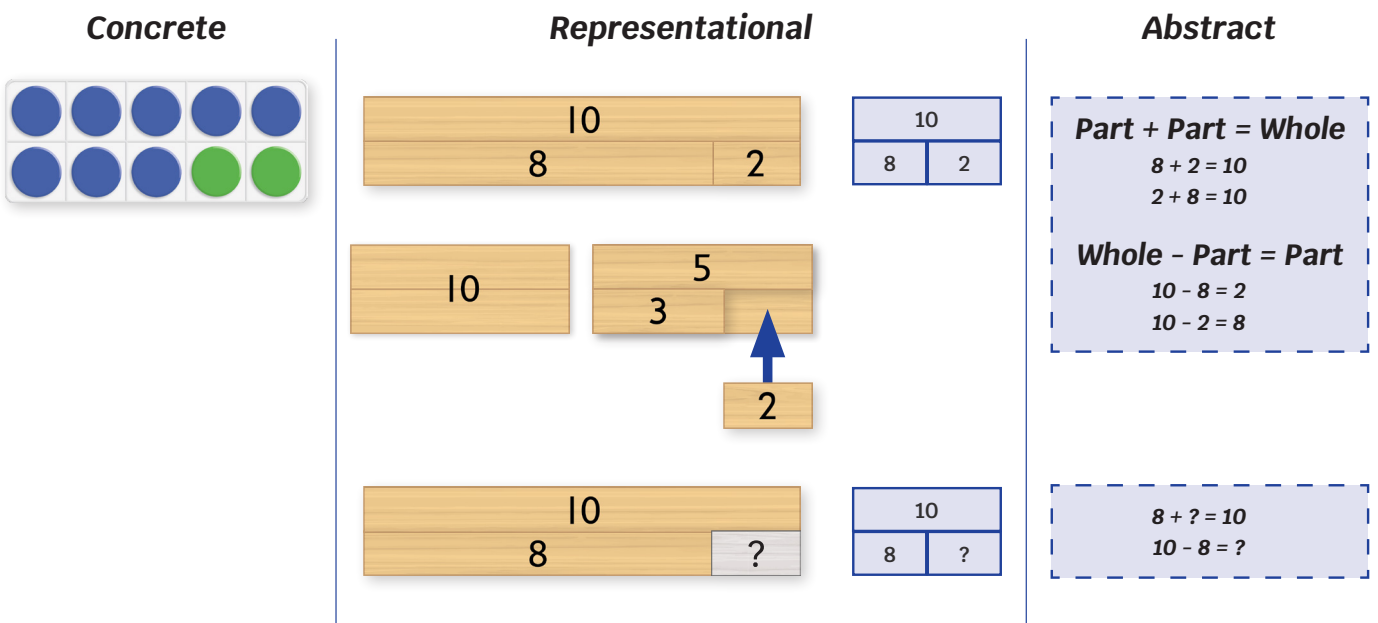 Concrete
Representational
Abstract
10
8 2
10
8 2
Part + Part = Whole
8 + 2 = 10
2 + 8 = 10
Whole - Part = Part
10 - 8 = 2
10 - 2 = 8
10
5
3
2
10
8 ?
10
8 ?
8 + ? = 10
10 - 8 = ?